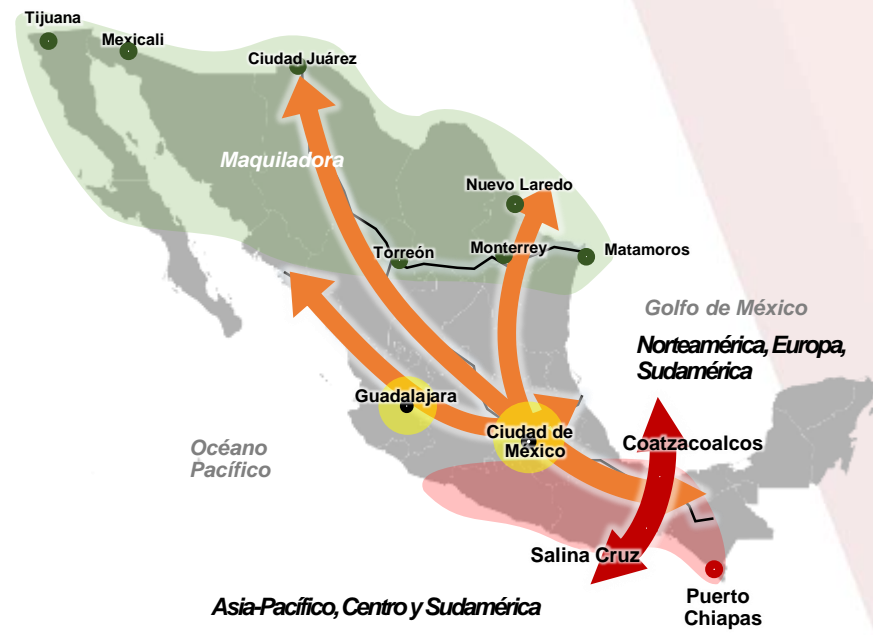 Tijuana
Mexicali
Ciudad Juárez
Maquiladora
Nuevo Laredo
Torreón
Monterrey
Matamoros
Golfo de México
Norteamérica, Europa,
Sudamérica
Guadalajara
Ciudad de
México
Coatzacoalcos
Océano
Pacífico
Salina Cruz
Puerto
Chiapas
Asia-Pacífico, Centro y Sudamérica